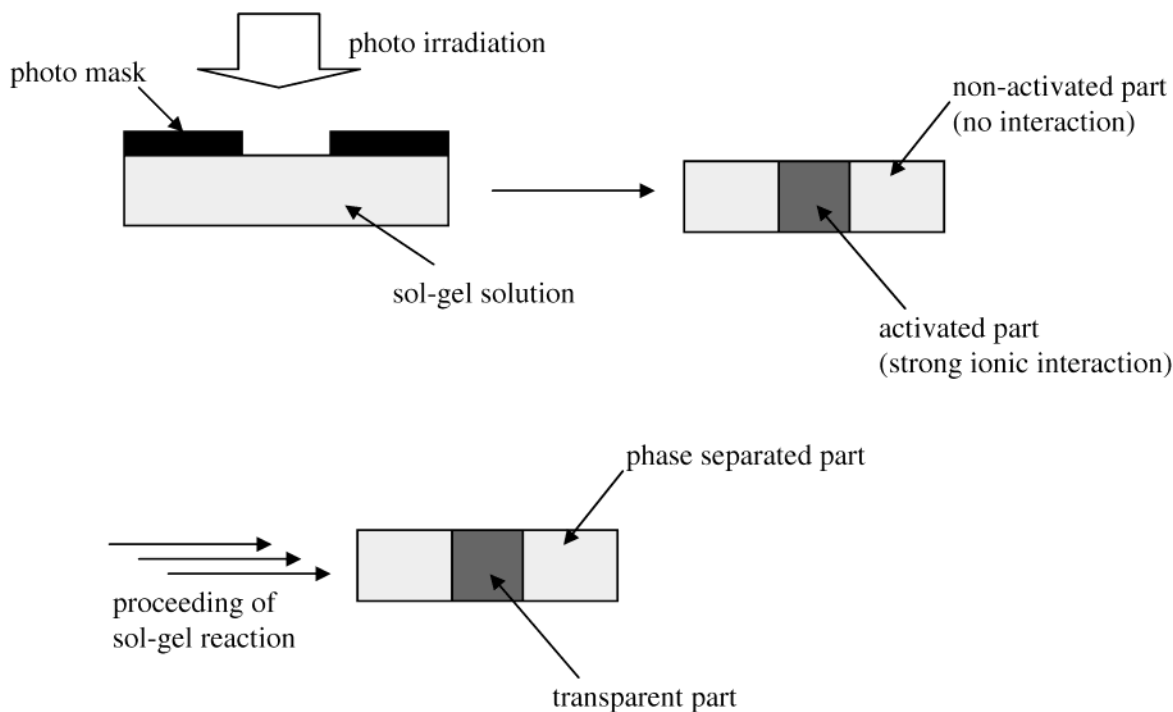 photo irradiation
photo mask
sol-gel solution
non-activated part
(no interaction)
activated part
(strong ionic interaction)
phase separated part
proceeding of
sol-gel reaction
transparent part